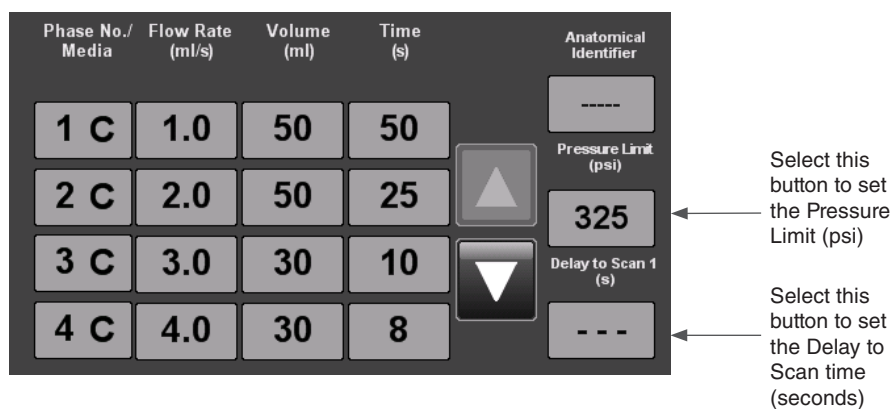 Phase No./ Flow Rate Volume Time
Media (ml/s) (ml) (s)
1 C 1.0 50 50
2 C 2.0 50 25
3 C 3.0 30 10
4 C 4.0 30 8
Anatomical
Identifier
-----
Pressure Limit
(psi)
325
Delay to Scan 1
(s)
- - -
Select this
button to set
the Pressure
Limit (psi)
Select this
button to set
the Delay to
Scan time
(seconds)